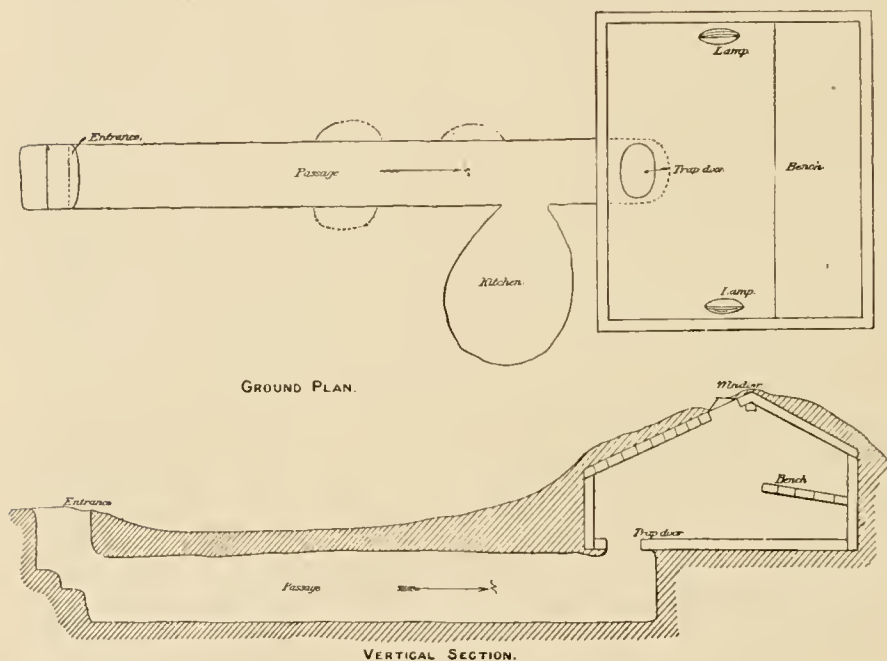 Lamp.
Entrance.
Passage
Trap door
Bench
Kitchen
Lamp.
GROUND PLAN.
Window
Entrance
Bench
Trap door
Passage
VERTICAL SECTION.